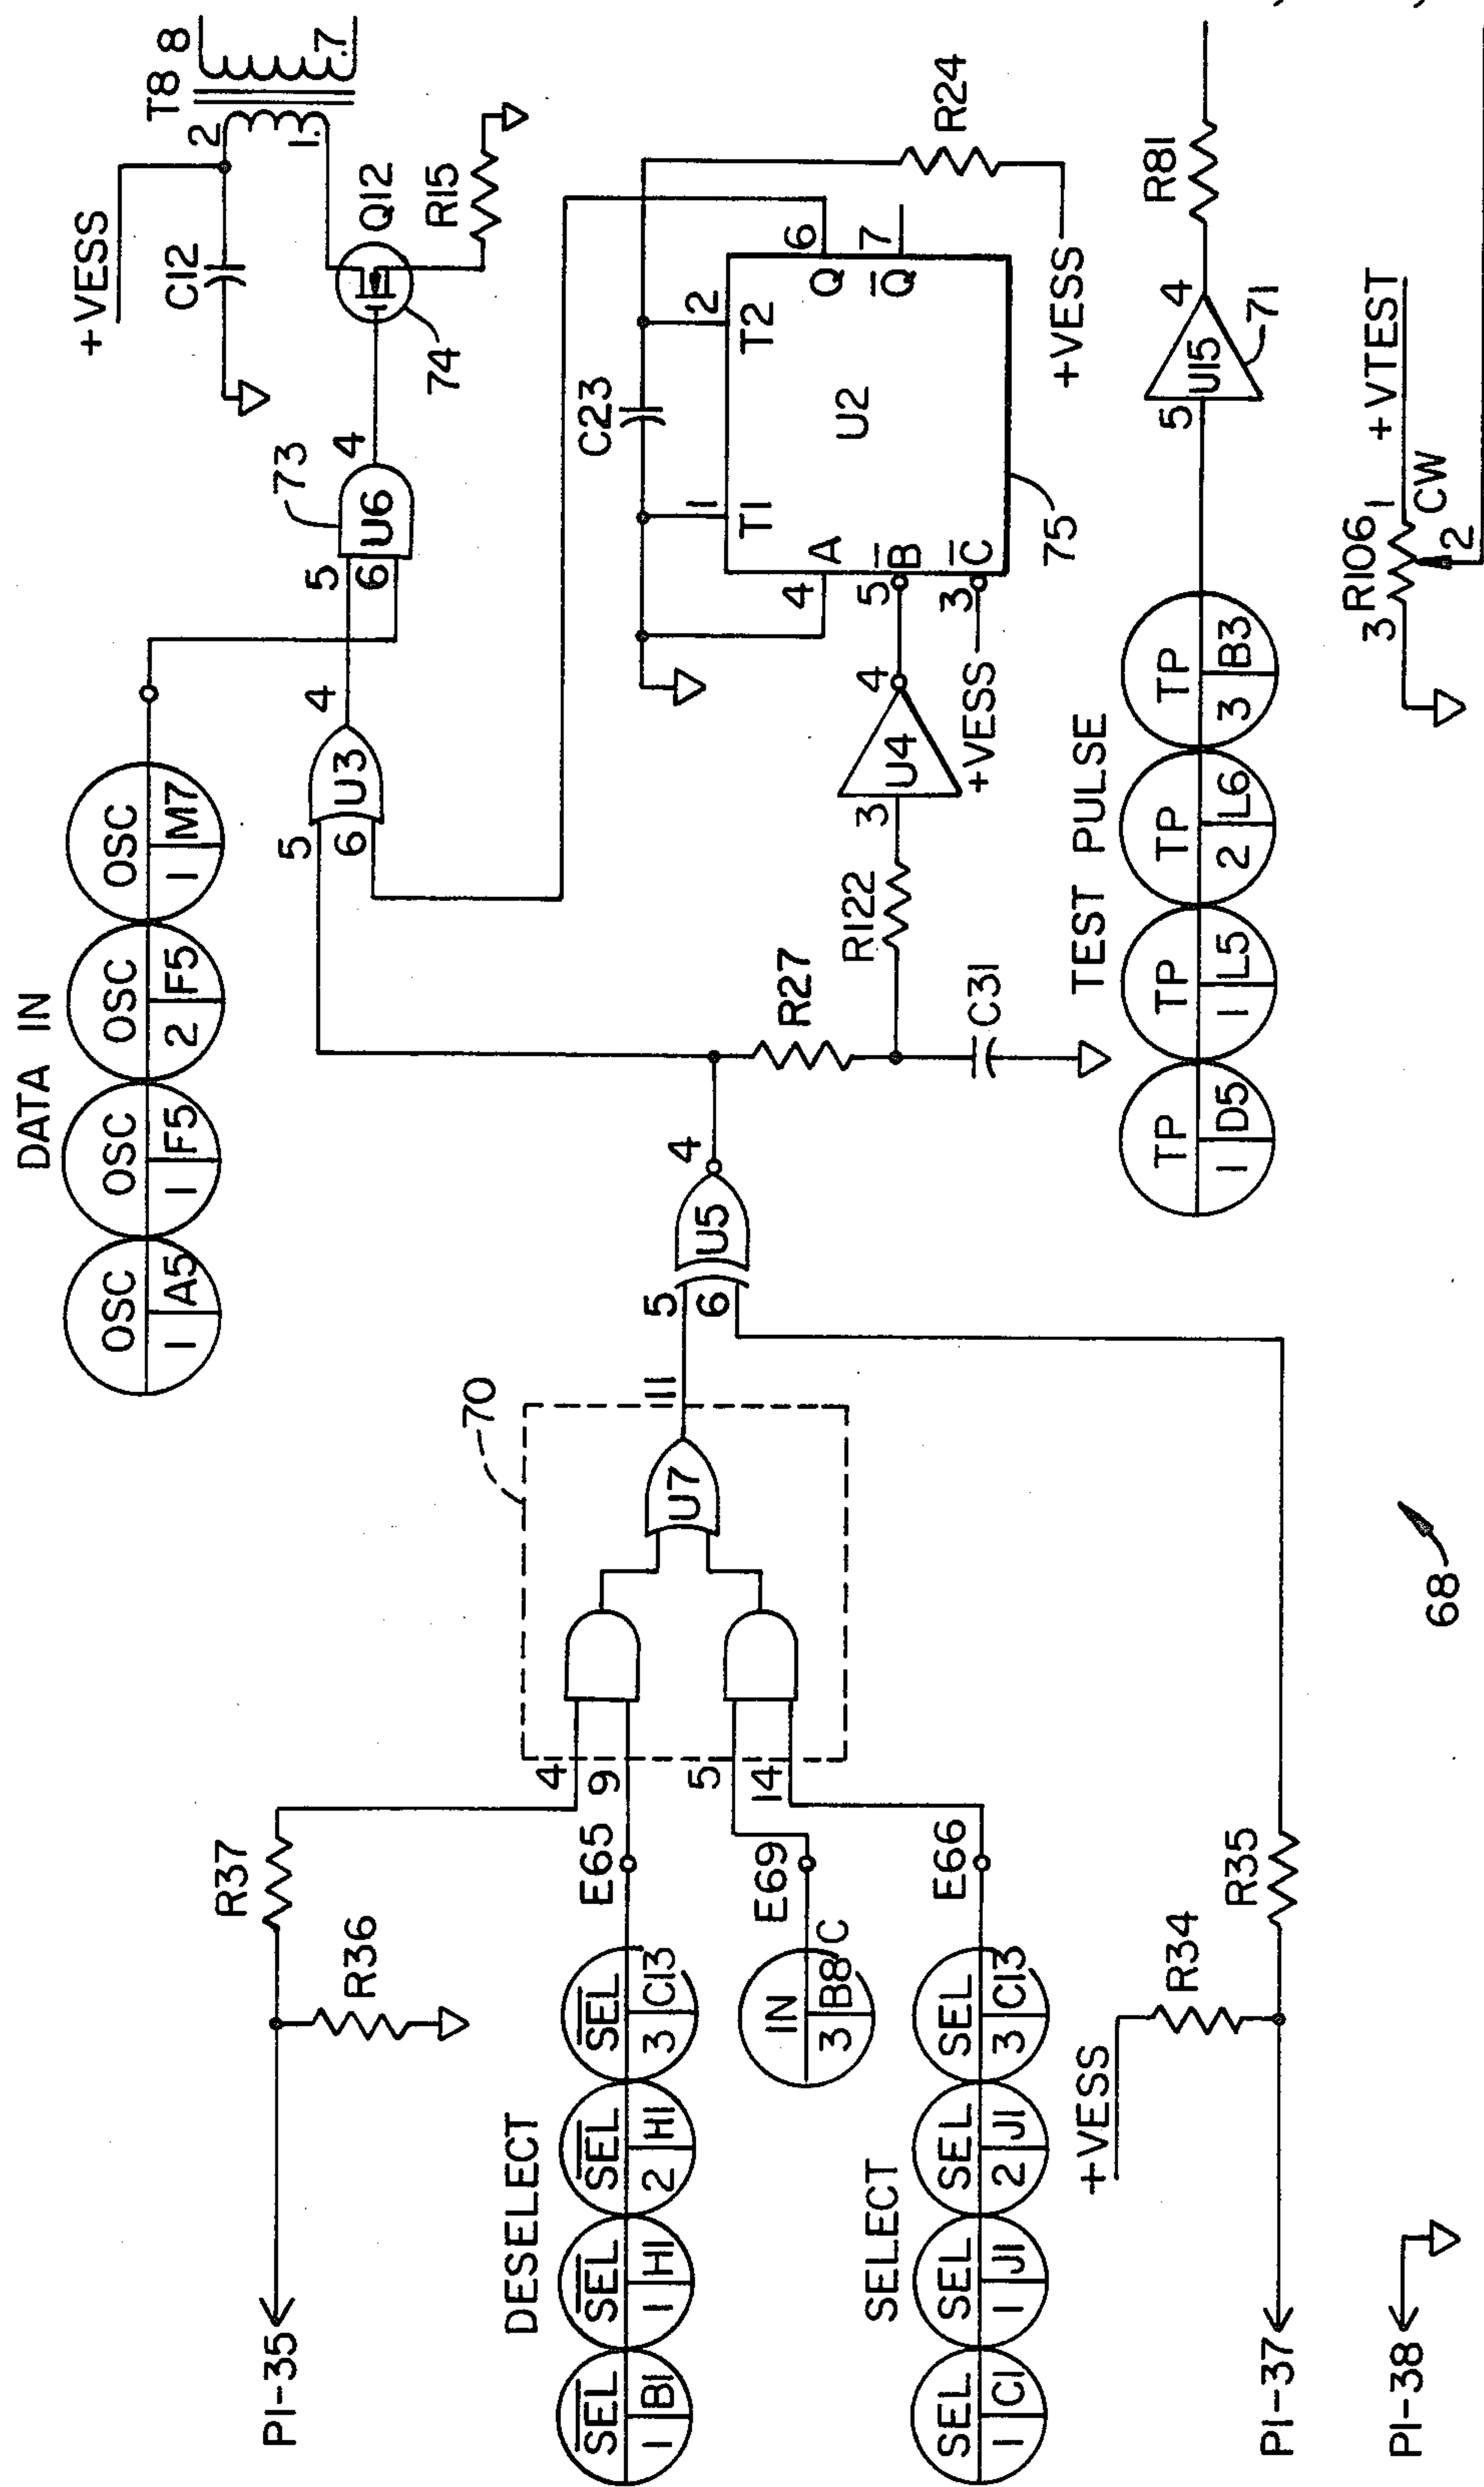 DATA IN
OSC
1 A5
OSC
1 F5
OSC
2 F5
OSC
1 M7
+VESS
T8
2
1
8
7
C12
Q12
R15
74
73
U6
5
6
4
U3
5
6
4
C23
R24
+VESS
1
T1
2
T2
4
A
5
B̅
3
C̅
U2
6
Q
7
Q̅
75
+VESS
U4
3
4
R122
R27
C31
U5
5
6
4
70
U7
11
4
9
5
14
R37
R36
P1-35
E65
DESELECT
S̅E̅L̅
1 B1
S̅E̅L̅
1 H1
S̅E̅L̅
2 H1
S̅E̅L̅
3 C13
E69
IN
3 B8
C
E66
SELECT
SEL
1 C1
SEL
1 J1
SEL
2 J1
SEL
3 C13
+VESS
R34
R35
P1-37
P1-38
68
TEST PULSE
TP
1 D5
TP
1 L5
TP
2 L6
TP
3 B3
5
U15
4
71
R81
R106
3
1
2
CW
+VTEST